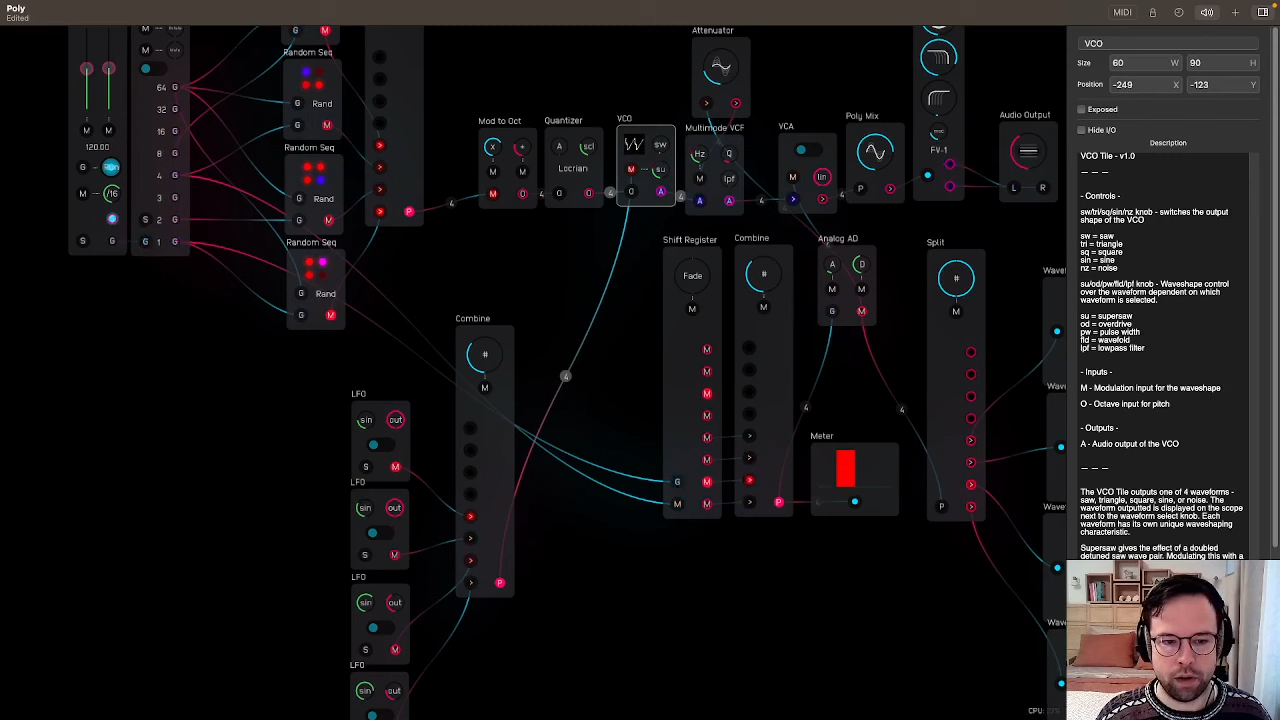 Poly
Edited
MIDI
Attenuator
Random Seq
64
32
16
8
4
3
2
1
120.00
/16
Rand
Random Seq
Rand
Random Seq
Rand
Mod to Oct
Quantizer
scl
Locrian
VCO
sw
su
Multimode VCF
Hz
Q
lpf
VCA
lin
Poly Mix
FV-1
Audio Output
L
R
Shift Register
Fade
Combine
#
Analog AD
A
D
Split
#
Meter
Combine
#
LFO
sin
out
LFO
sin
out
LFO
sin
out
LFO
sin
out
VCO
Size
60
W
90
H
Position
-249
X
-123
Y
Exposed
Hide I/O
Description
VCO Tile - v1.0
- Controls -
sw/tri/sq/sin/nz knob - switches the output
shape of the VCO
sw = saw
tri = triangle
sq = square
sin = sine
nz = noise
su/od/pw/fld/lpf knob - Waveshape control
over the waveform dependent on which
waveform is selected.
su = supersaw
od = overdrive
pw = pulse width
fld = wavefold
lpf = lowpass filter
- Inputs -
M - Modulation input for the waveshape
O - Octave input for pitch
- Outputs -
A - Audio output of the VCO
The VCO Tile outputs one of 4 waveforms -
saw, triangle, square, sine, or noise. The
waveform outputted is displayed on the scope
next to the waveform select knob. Each
waveform has its own unique waveshaping
characteristic.
Supersaw gives the effect of a doubled
detuned saw wave pair. Modulating this with a
CPU: